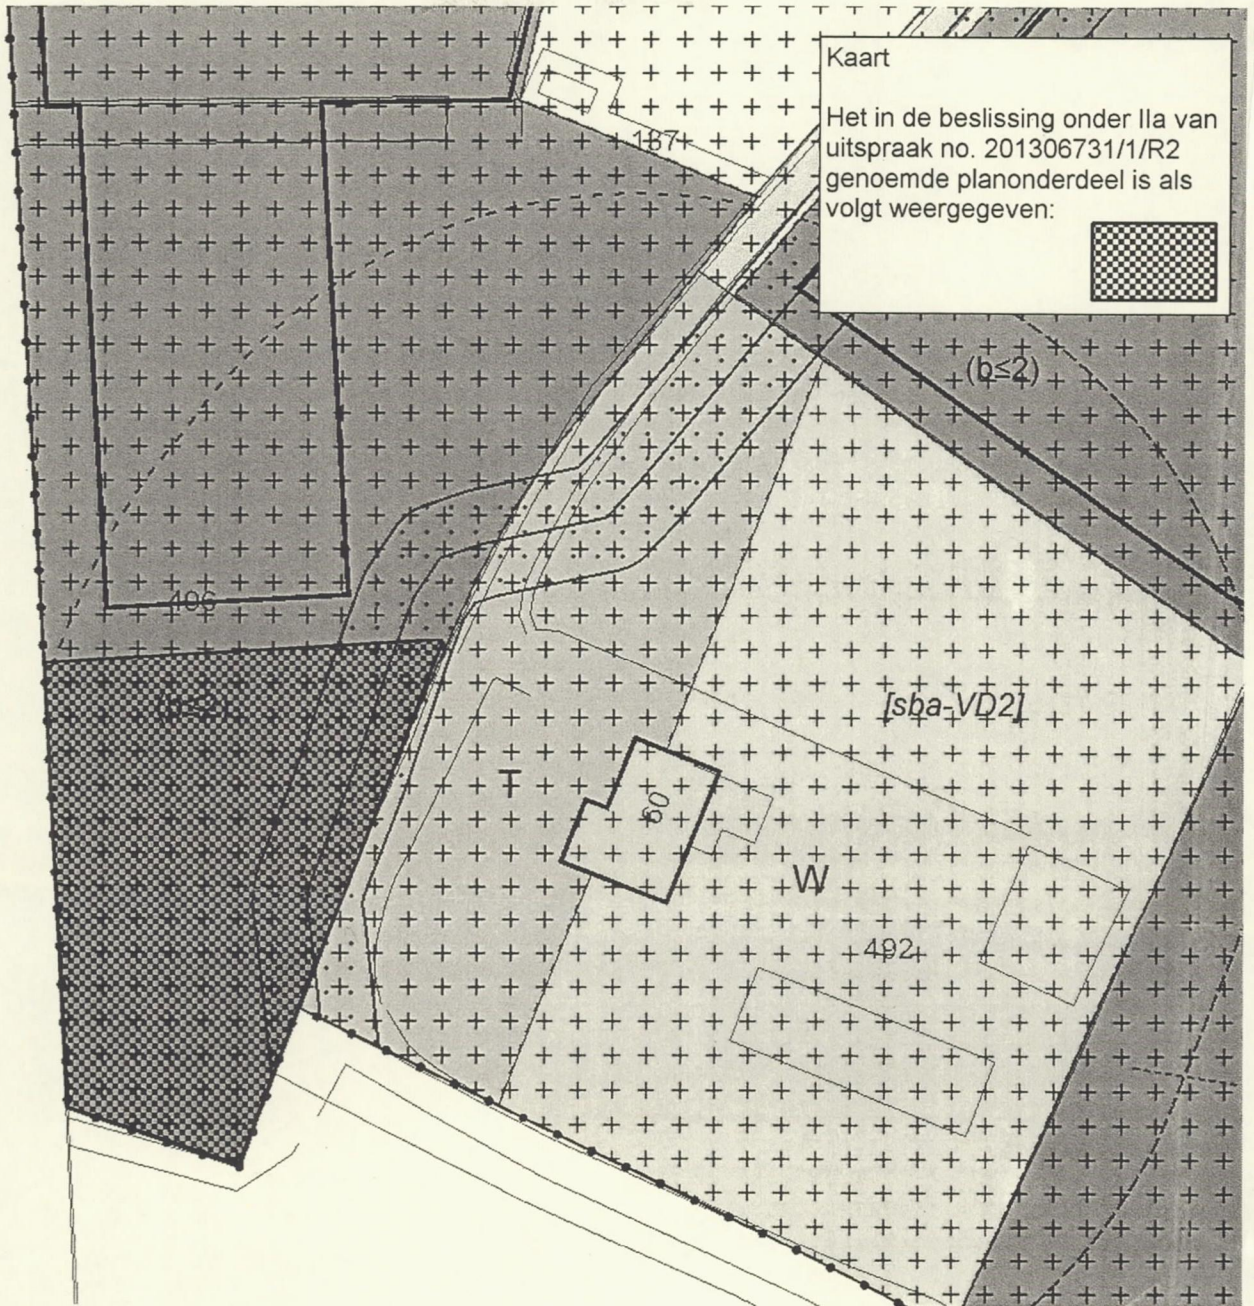 Kaart
Het in de beslissing onder IIa van
uitspraak no. 201306731/1/R2
genoemde planonderdeel is als
volgt weergegeven:
187
(b≤2)
406
[sba-VD2]
T
60
W
492